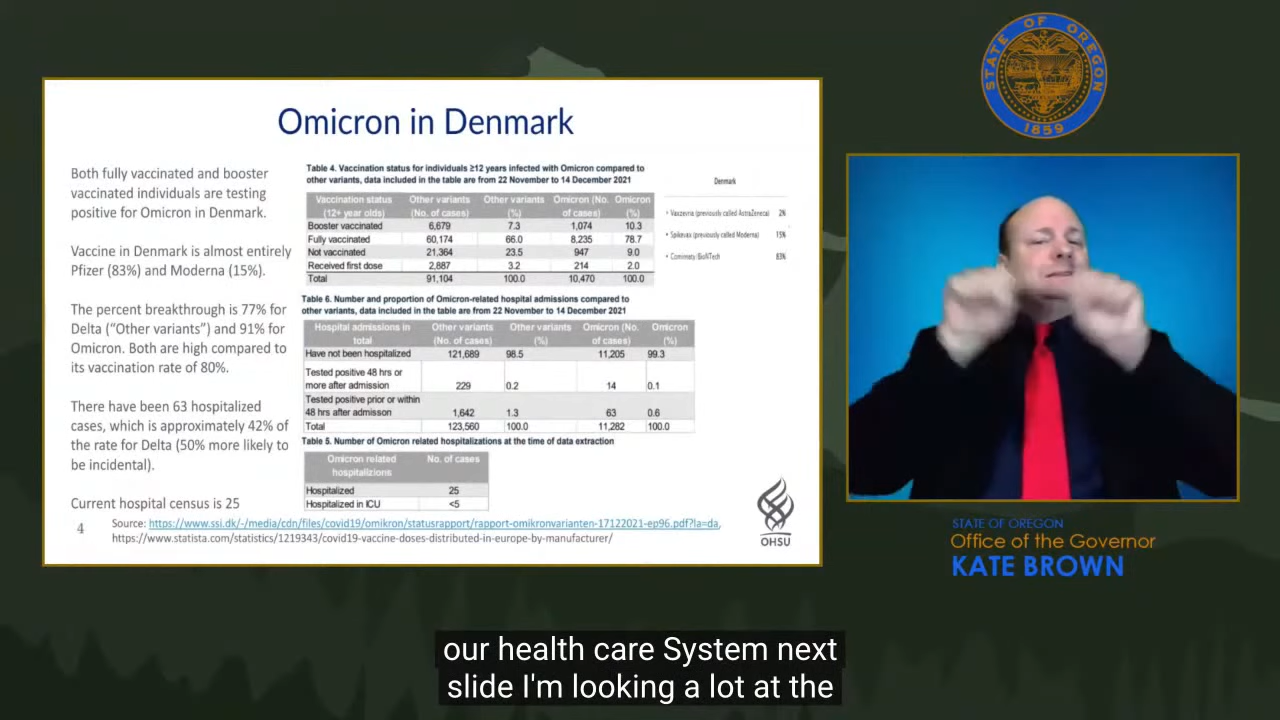 Omicron in Denmark
Both fully vaccinated and booster
vaccinated individuals are testing
positive for Omicron in Denmark.
Vaccine in Denmark is almost entirely
Pfizer (83%) and Moderna (15%).
The percent breakthrough is 77% for
Delta ("Other variants") and 91% for
Omicron. Both are high compared to
its vaccination rate of 80%.
There have been 63 hospitalized
cases, which is approximately 42% of
the rate for Delta (50% more likely to
be incidental).
Current hospital census is 25
Table 4. Vaccination status for individuals ≥12 years infected with Omicron compared to
other variants, data included in the table are from 22 November to 14 December 2021
Vaccination status Other variants Other variants Omicron (No. Omicron
(12+ year olds) (No. of cases) (%) of cases) (%)
Booster vaccinated 6,679 7.3 1,074 10.3
Fully vaccinated 60,174 66.0 8,235 78.7
Not vaccinated 21,364 23.5 947 9.0
Received first dose 2,887 3.2 214 2.0
Total 91,104 100.0 10,470 100.0
Denmark
• Vaxzevria (previously called AstraZeneca) 2%
• Spikevax (previously called Moderna) 15%
• Comirnaty BioNTech 83%
Table 6. Number and proportion of Omicron-related hospital admissions compared to
other variants, data included in the table are from 22 November to 14 December 2021
Hospital admissions in Other variants Other variants Omicron (No. Omicron
total (No. of cases) (%) of cases) (%)
Have not been hospitalized 121,689 98.5 11,205 99.3
Tested positive 48 hrs or
more after admission 229 0.2 14 0.1
Tested positive prior or within
48 hrs after admisson 1,642 1.3 63 0.6
Total 123,560 100.0 11,282 100.0
Table 5. Number of Omicron related hospitalizations at the time of data extraction
Omicron related No. of cases
hospitaliztions
Hospitalized 25
Hospitalized in ICU <5
4
Source: https://www.ssi.dk/-/media/cdn/files/covid19/omikron/statusrapport/rapport-omikronvarianten-17122021-ep96.pdf?la=da,
https://www.statista.com/statistics/1219343/covid19-vaccine-doses-distributed-in-europe-by-manufacturer/
OHSU
STATE OF OREGON
1859
STATE OF OREGON
Office of the Governor
KATE BROWN
our health care System next
slide I'm looking a lot at the